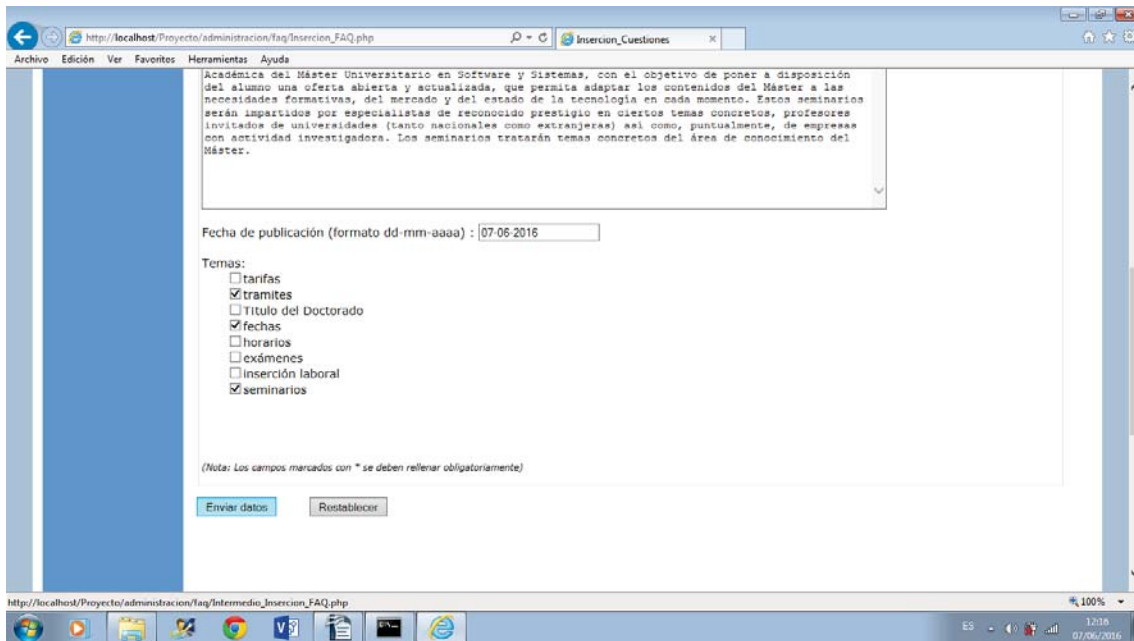 http://localhost/Proyecto/administracion/faq/Insercion_FAQ.php
Insercion_Cuestiones
Archivo Edición Ver Favoritos Herramientas Ayuda
Académica del Máster Universitario en Software y Sistemas, con el objetivo de poner a disposición
del alumno una oferta abierta y actualizada, que permita adaptar los contenidos del Máster a las
necesidades formativas, del mercado y del estado de la tecnología en cada momento. Estos seminarios
serán impartidos por especialistas de reconocido prestigio en ciertos temas concretos, profesores
invitados de universidades (tanto nacionales como extranjeras) así como, puntualmente, de empresas
con actividad investigadora. Los seminarios tratarán temas concretos del área de conocimiento del
Máster.
Fecha de publicación (formato dd-mm-aaaa) : 07-06-2016
Temas:
tarifas
tramites
Título del Doctorado
fechas
horarios
exámenes
inserción laboral
seminarios
(Nota: Los campos marcados con * se deben rellenar obligatoriamente)
Enviar datos Restablecer
http://localhost/Proyecto/administracion/faq/Intermedio_Insercion_FAQ.php
100%
ES
12:18
07/06/2016